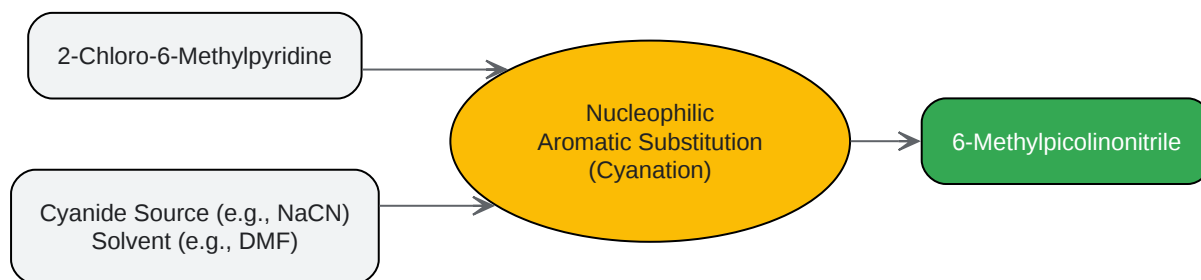 2-Chloro-6-Methylpyridine
Cyanide Source (e.g., NaCN)
Solvent (e.g., DMF)
Nucleophilic
Aromatic Substitution
(Cyanation)
6-Methylpicolinonitrile